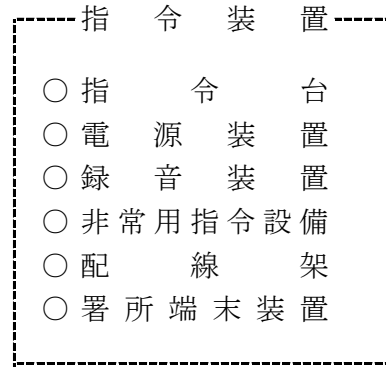 指令装置
○指令台
○電源装置
○録音装置
○非常用指令設備
○配線架
○署所端末装置